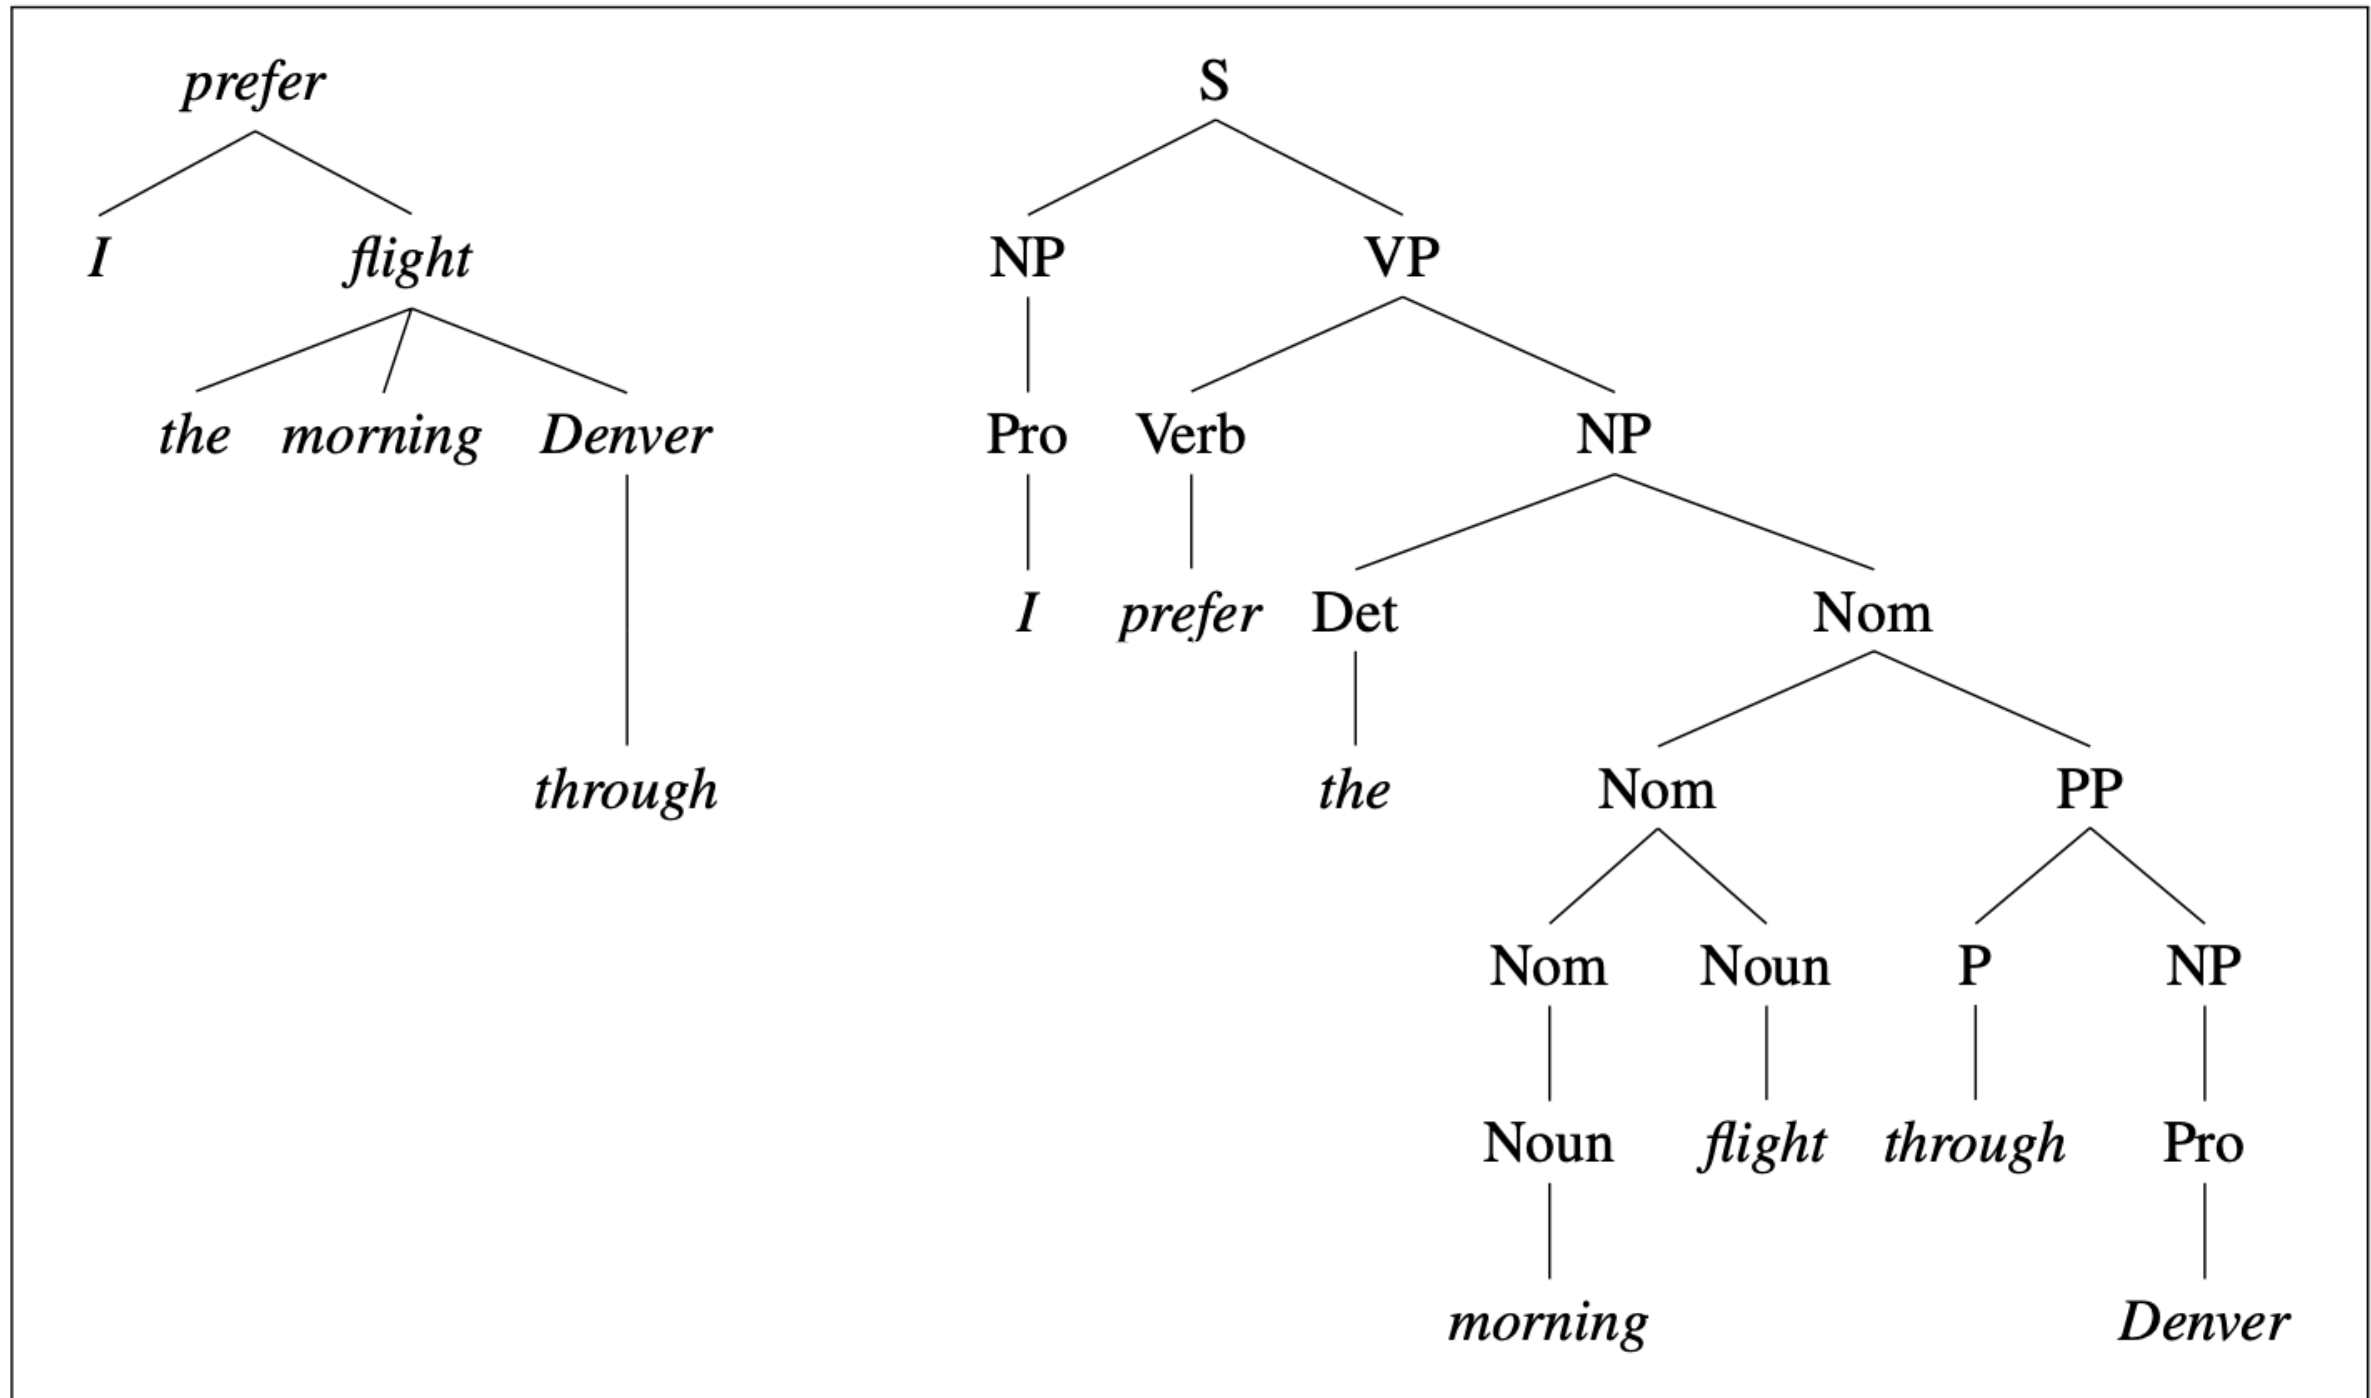 prefer S
I flight NP VP
the morning Denver Pro Verb NP
I prefer Det Nom
through the Nom PP
Nom Noun P NP
Noun flight through Pro
morning Denver